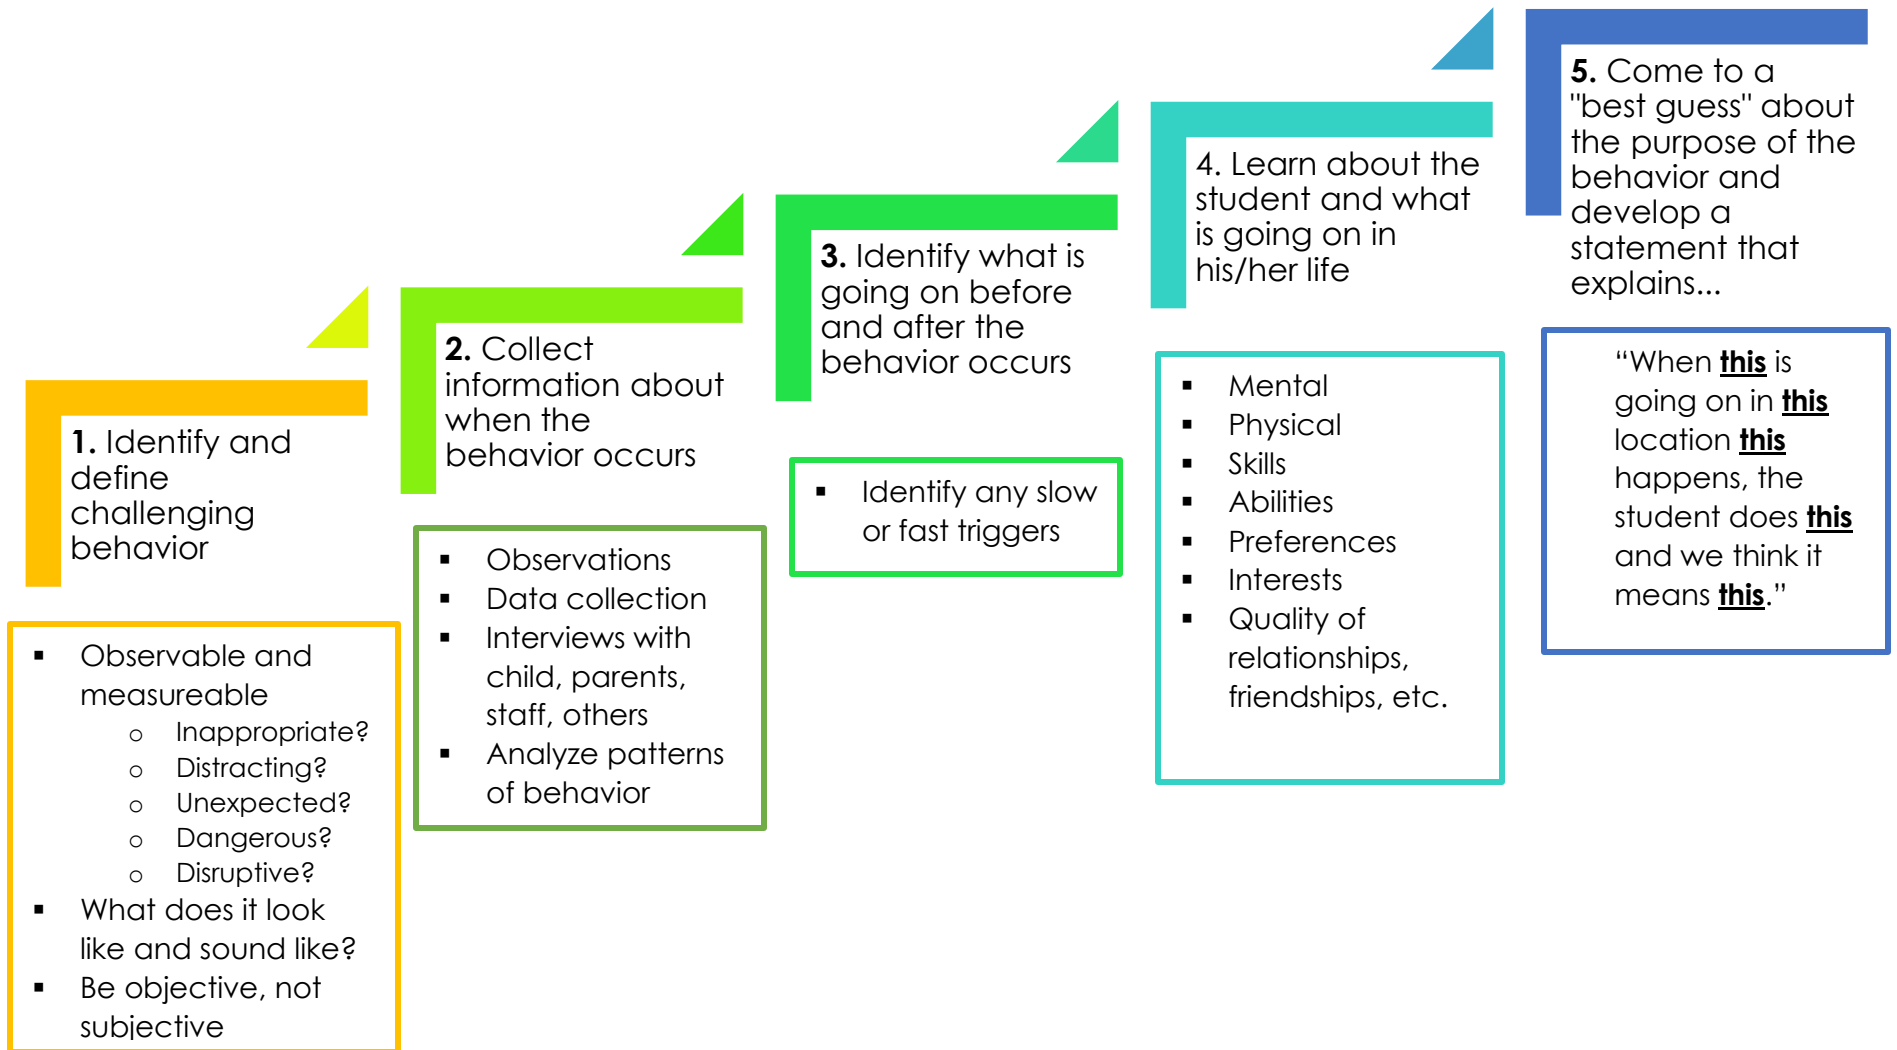 1. Identify and
define
challenging
behavior
▪ Observable and
measureable
o Inappropriate?
o Distracting?
o Unexpected?
o Dangerous?
o Disruptive?
▪ What does it look
like and sound like?
▪ Be objective, not
subjective
2. Collect
information about
when the
behavior occurs
▪ Observations
▪ Data collection
▪ Interviews with
child, parents,
staff, others
▪ Analyze patterns
of behavior
3. Identify what is
going on before
and after the
behavior occurs
▪ Identify any slow
or fast triggers
4. Learn about the
student and what
is going on in
his/her life
▪ Mental
▪ Physical
▪ Skills
▪ Abilities
▪ Preferences
▪ Interests
▪ Quality of
relationships,
friendships, etc.
5. Come to a
"best guess" about
the purpose of the
behavior and
develop a
statement that
explains...
“When this is
going on in this
location this
happens, the
student does this
and we think it
means this.”